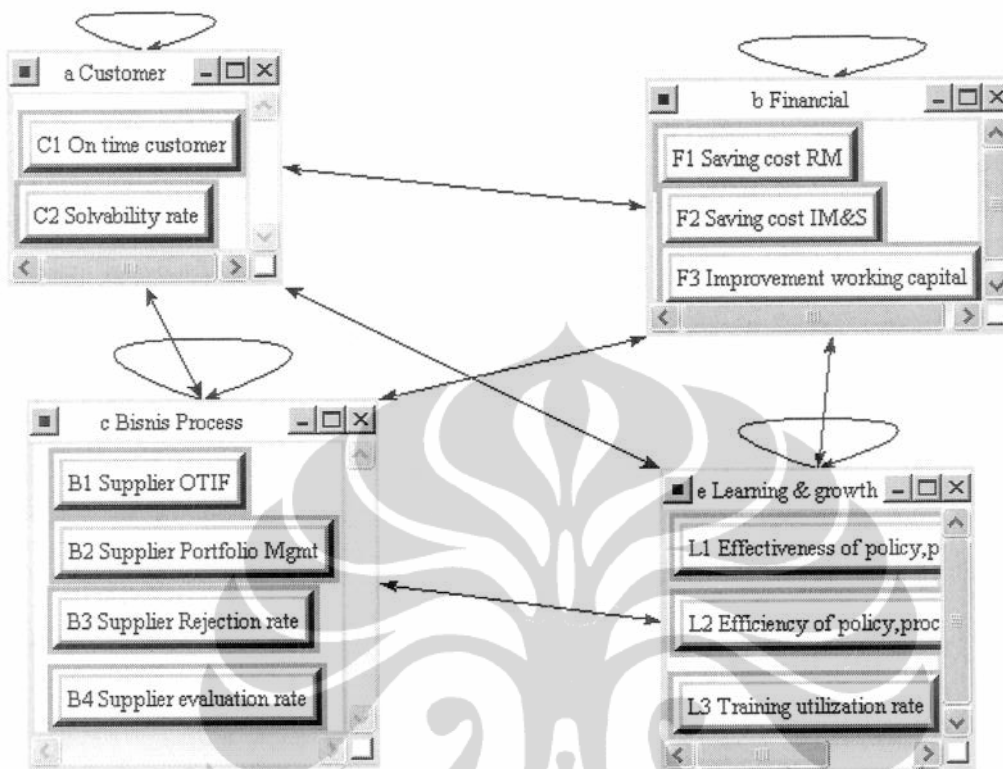 a Customer
C1 On time customer
C2 Solvability rate
b Financial
F1 Saving cost RM
F2 Saving cost IM&S
F3 Improvement working capital
c Bisnis Process
B1 Supplier OTIF
B2 Supplier Portfolio Mgmt
B3 Supplier Rejection rate
B4 Supplier evaluation rate
e Learning & growth
L1 Effectiveness of policy,p
L2 Efficiency of policy,proc
L3 Training utilization rate